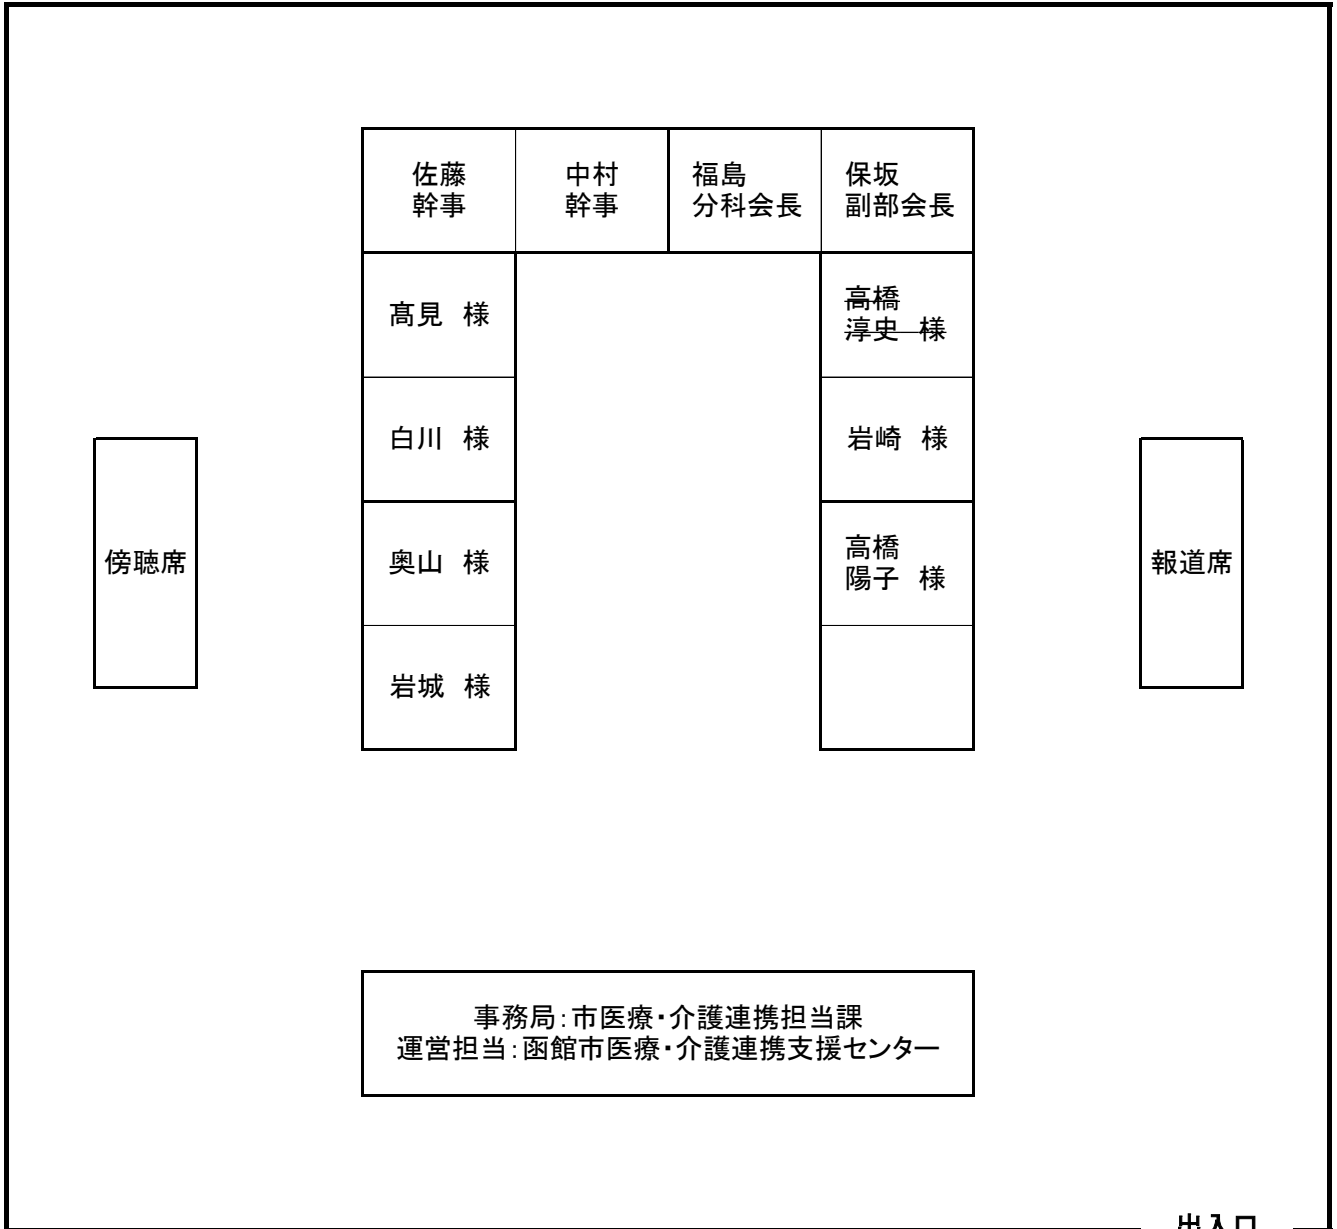 佐藤
幹事
中村
幹事
福島
分科会長
保坂
副部会長
髙見　様
高橋
淳史　様
白川　様
岩崎　様
傍聴席
奥山　様
高橋
陽子　様
報道席
岩城　様
事務局：市医療・介護連携担当課
運営担当：函館市医療・介護連携支援センター
出入口